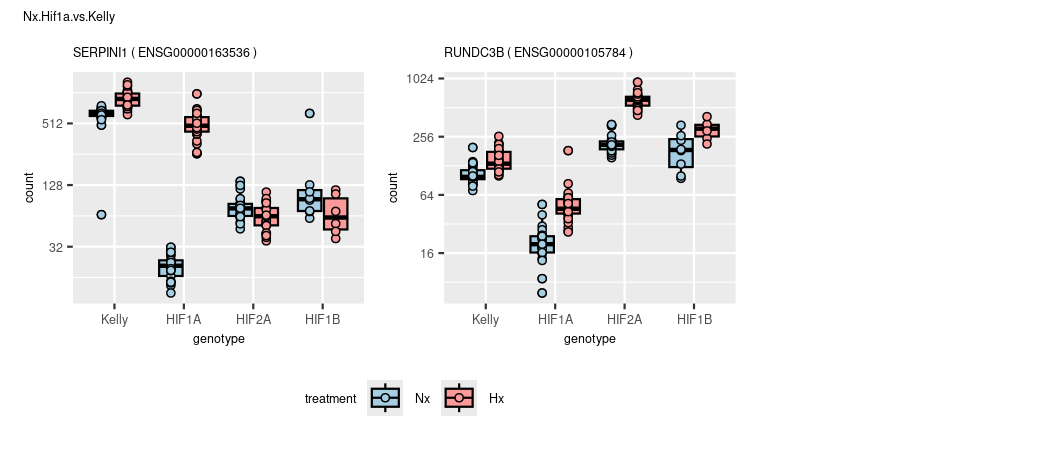 Nx.Hif1a.vs.Kelly
SERPINI1 ( ENSG00000163536 )
RUNDC3B ( ENSG00000105784 )
count
512
128
32
Kelly HIF1A HIF2A HIF1B
genotype
count
1024
256
64
16
Kelly HIF1A HIF2A HIF1B
genotype
treatment Nx Hx